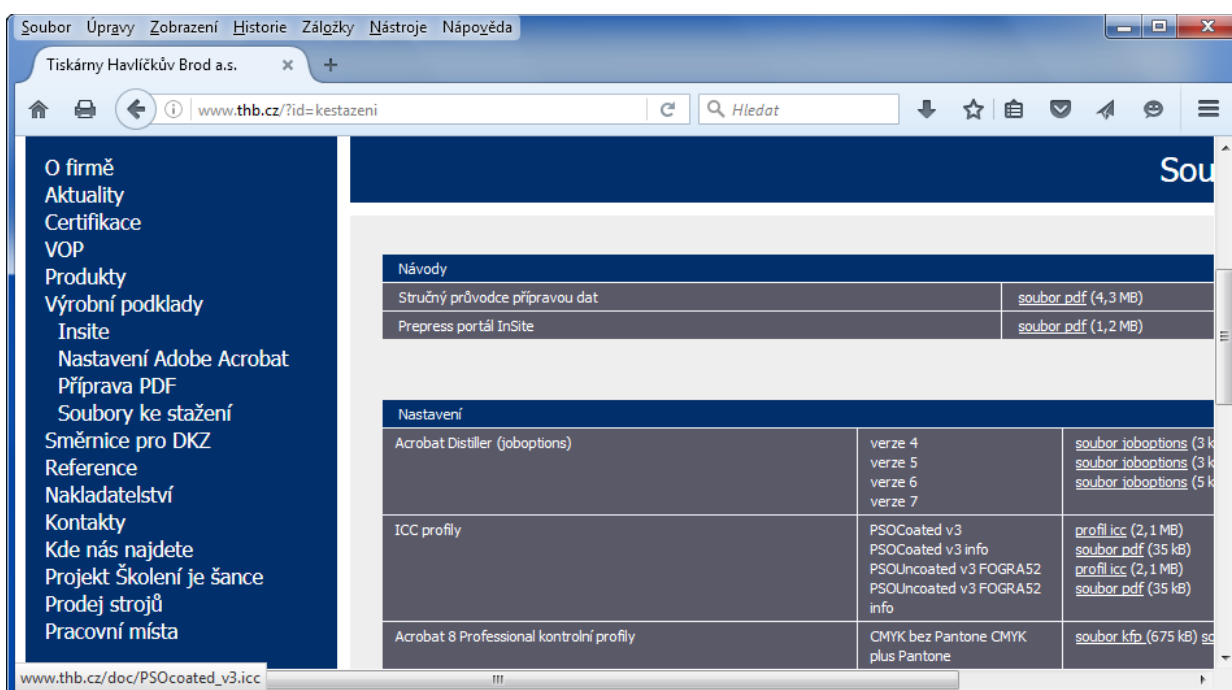 Soubor Úpravy Zobrazení Historie Záložky Nástroje Nápověda
Tiskárny Havlíčkův Brod a.s.
www.thb.cz/?id=kestazeni
Hledat
O firmě
Aktuality
Certifikace
VOP
Produkty
Výrobní podklady
Insite
Nastavení Adobe Acrobat
Příprava PDF
Soubory ke stažení
Směrnice pro DKZ
Reference
Nakladatelství
Kontakty
Kde nás najdete
Projekt Školení je šance
Prodej strojů
Pracovní místa
www.thb.cz/doc/PSOcoated_v3.icc
Sou
Návody
Stručný průvodce přípravou dat soubor pdf (4,3 MB)
Prepress portál InSite soubor pdf (1,2 MB)
Nastavení
Acrobat Distiller (joboptions) verze 4 soubor joboptions (3 k
verze 5 soubor joboptions (3 k
verze 6 soubor joboptions (5 k
verze 7
ICC profily PSOCoated v3 profil icc (2,1 MB)
PSOCoated v3 info soubor pdf (35 kB)
PSOUncoated v3 FOGRA52 profil icc (2,1 MB)
PSOUncoated v3 FOGRA52 soubor pdf (35 kB)
info
Acrobat 8 Professional kontrolní profily CMYK bez Pantone CMYK soubor kfp (675 kB) so
plus Pantone